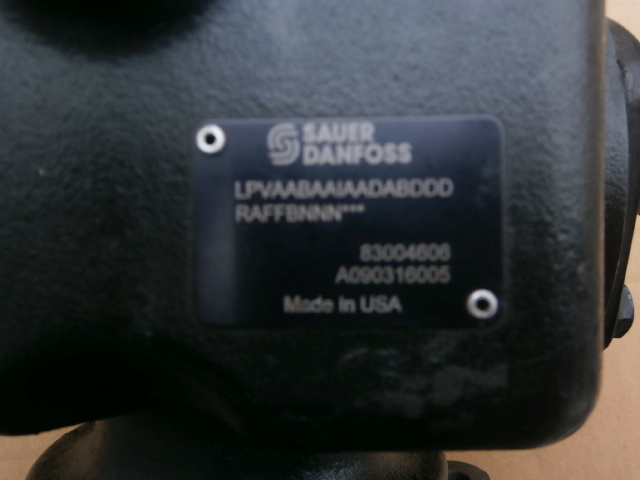 SAUER
DANFOSS
LPVAABAAIAADABDDD
RAFFBNNN***
83004606
A090316005
Made in USA